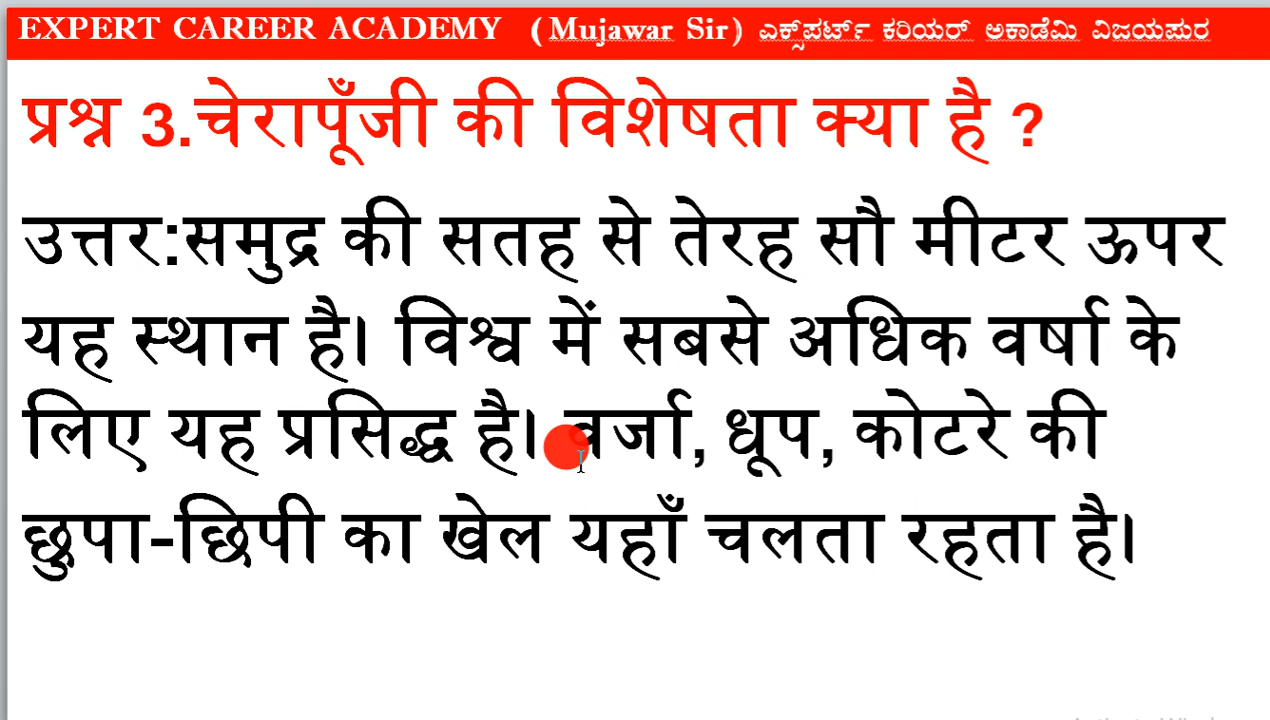 EXPERT CAREER ACADEMY (Mujawar Sir) ಎಕ್ಸ್‌ಪರ್ಟ್ ಕರಿಯರ್ ಅಕಾಡೆಮಿ ವಿಜಯಪುರ
प्रश्न 3.चेरापूँजी की विशेषता क्या है ?
उत्तर:समुद्र की सतह से तेरह सौ मीटर ऊपर
यह स्थान है। विश्व में सबसे अधिक वर्षा के
लिए यह प्रसिद्ध है। वर्जा, धूप, कोटरे की
छुपा-छिपी का खेल यहाँ चलता रहता है।